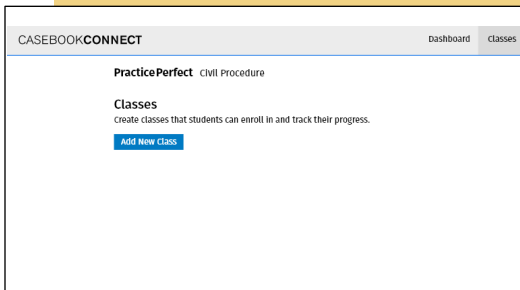 CASEBOOKCONNECT Dashboard Classes
PracticePerfect Civil Procedure
Classes
Create classes that students can enroll in and track their progress.
Add New Class